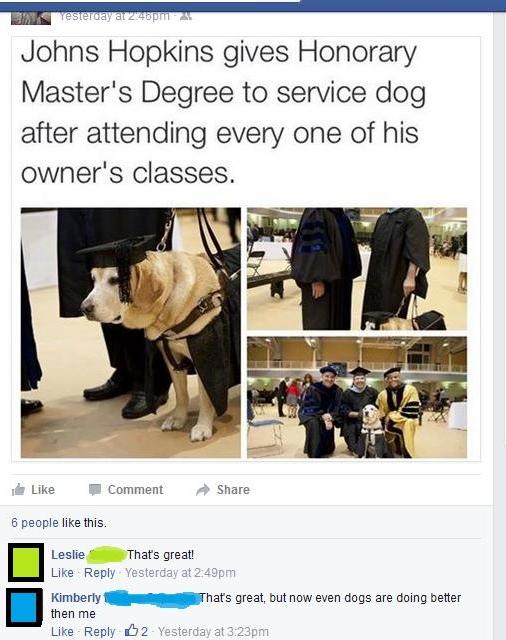 Yesterday at 2:46pm
Johns Hopkins gives Honorary
Master's Degree to service dog
after attending every one of his
owner's classes.
Like Comment Share
6 people like this.
Leslie That's great!
Like · Reply · Yesterday at 2:49pm
Kimberly That's great, but now even dogs are doing better
then me
Like · Reply · 2 · Yesterday at 3:23pm